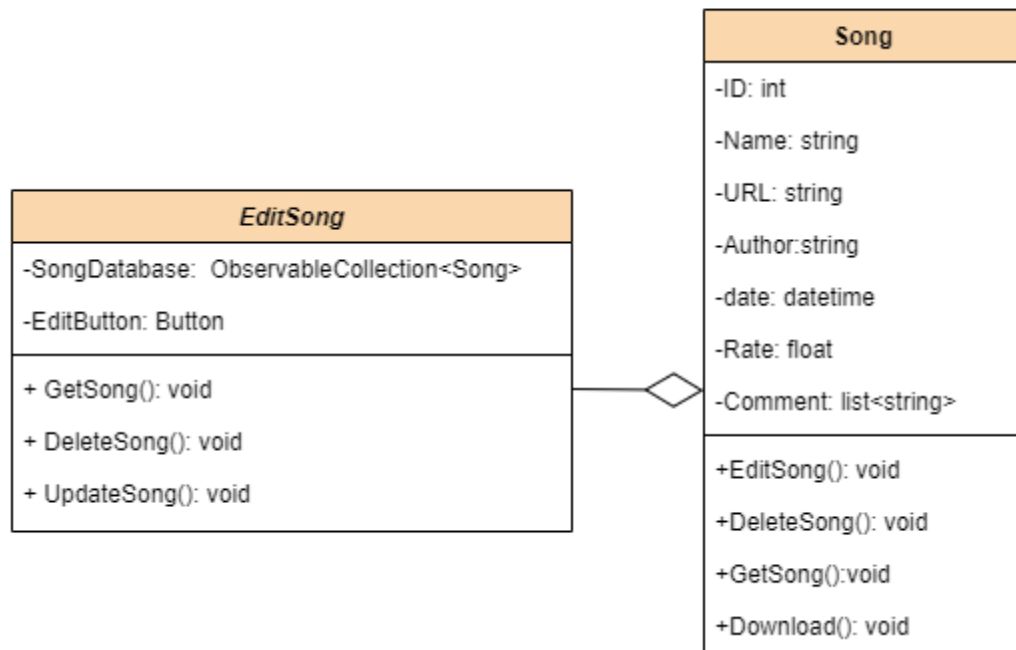 EditSong
-SongDatabase:  ObservableCollection<Song>
-EditButton: Button
+ GetSong(): void
+ DeleteSong(): void
+ UpdateSong(): void
Song
-ID: int
-Name: string
-URL: string
-Author:string
-date: datetime
-Rate: float
-Comment: list<string>
+EditSong(): void
+DeleteSong(): void
+GetSong():void
+Download(): void